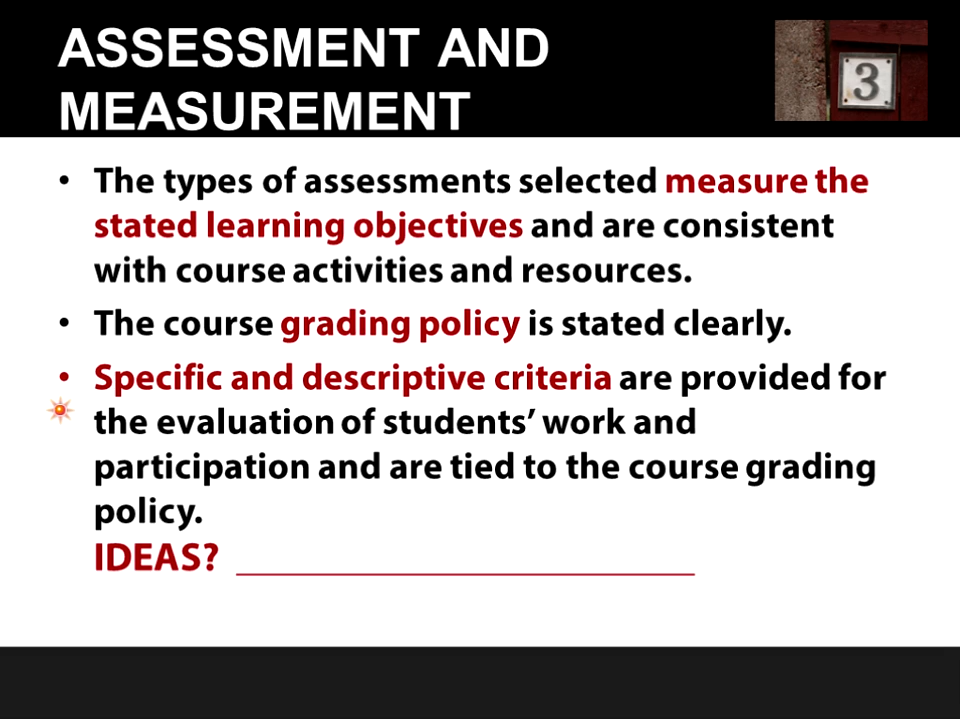 ASSESSMENT AND
MEASUREMENT
3
• The types of assessments selected measure the
stated learning objectives and are consistent
with course activities and resources.
• The course grading policy is stated clearly.
• Specific and descriptive criteria are provided for
the evaluation of students’ work and
participation and are tied to the course grading
policy.
IDEAS? ______________________